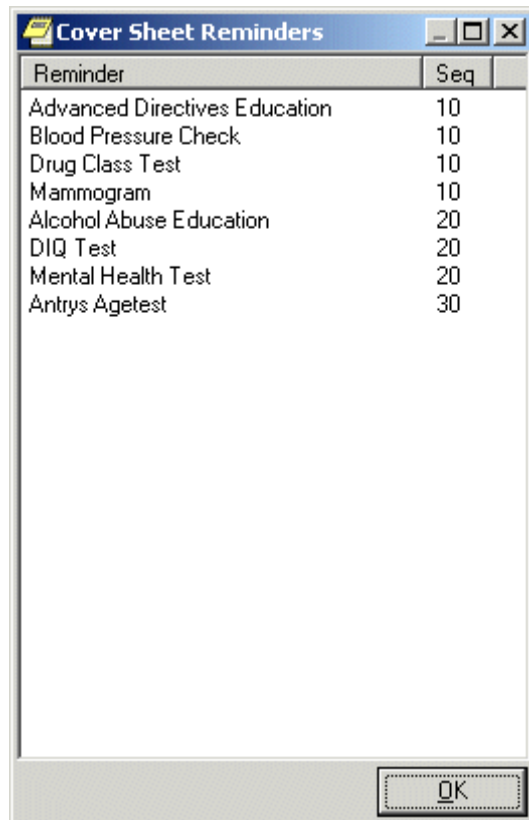 Cover Sheet Reminders
Reminder Seq
Advanced Directives Education 10
Blood Pressure Check 10
Drug Class Test 10
Mammogram 10
Alcohol Abuse Education 20
DIQ Test 20
Mental Health Test 20
Antrys Agetest 30
OK